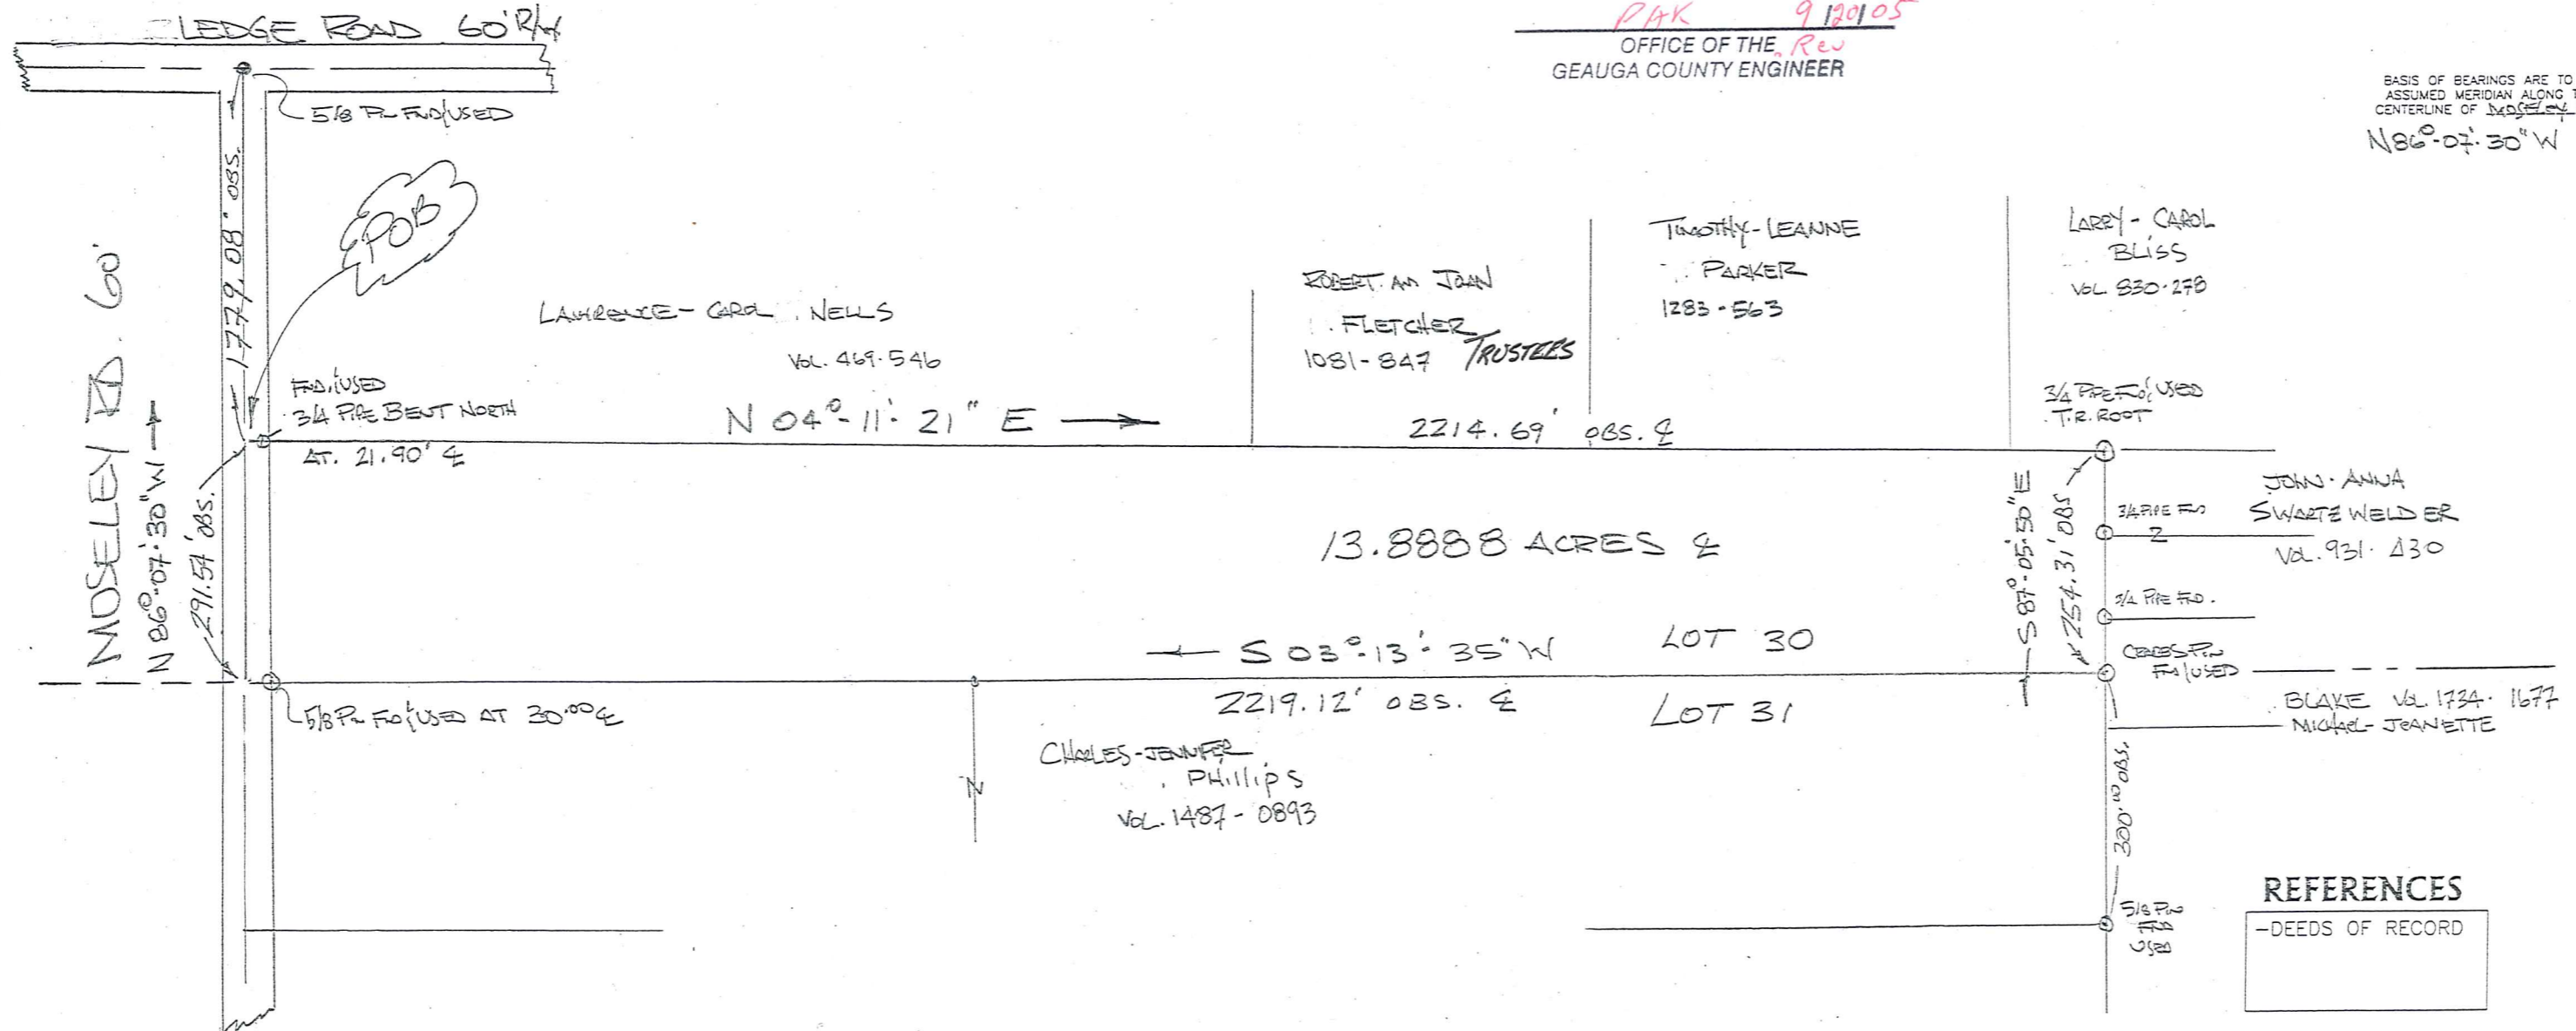 LEDGE ROAD 60' R/W
PAK 9/20/05
OFFICE OF THE Rev
GEAUGA COUNTY ENGINEER
BASIS OF BEARINGS ARE TO
ASSUMED MERIDIAN ALONG T
CENTERLINE OF MOSELEY
N86°-07'-30" W
5/8 Pin FND/USED
1779.08' OBS.
POB
MOSELEY RD. 60'
N 86°-07'-30" W
291.54' OBS.
FND/USED
3/4 PIPE BENT NORTH
AT. 21.90' ℄
LAWRENCE - CAROL NELLS
VOL. 469-546
ROBERT AND JOAN
FLETCHER
1081-847 TRUSTEES
TIMOTHY-LEANNE
PARKER
1283-563
LARRY - CAROL
BLISS
VOL 830-278
N 04°-11'-21" E
2214.69' OBS. ℄
3/4 PIPE FND/USED
T.R. ROOT
13.8888 ACRES ℄
S 87°-05'-50" E
254.31' OBS
3/4 PIPE FND
Z
JOHN - ANNA
SWARTZWELDER
VOL. 931-430
3/4 PIPE FND.
S 03°-13'-35" W
LOT 30
2219.12' OBS. ℄
LOT 31
5/8 Pin FND/USED AT 30.00 ℄
FND/USED
BLAKE VOL. 1734-1677
MICHAEL-JEANETTE
CHARLES-JENNIFER
PHILLIPS
VOL. 1487-0893
Z
300.00 OBS.
5/8 Pin
FND
USED
REFERENCES
-DEEDS OF RECORD